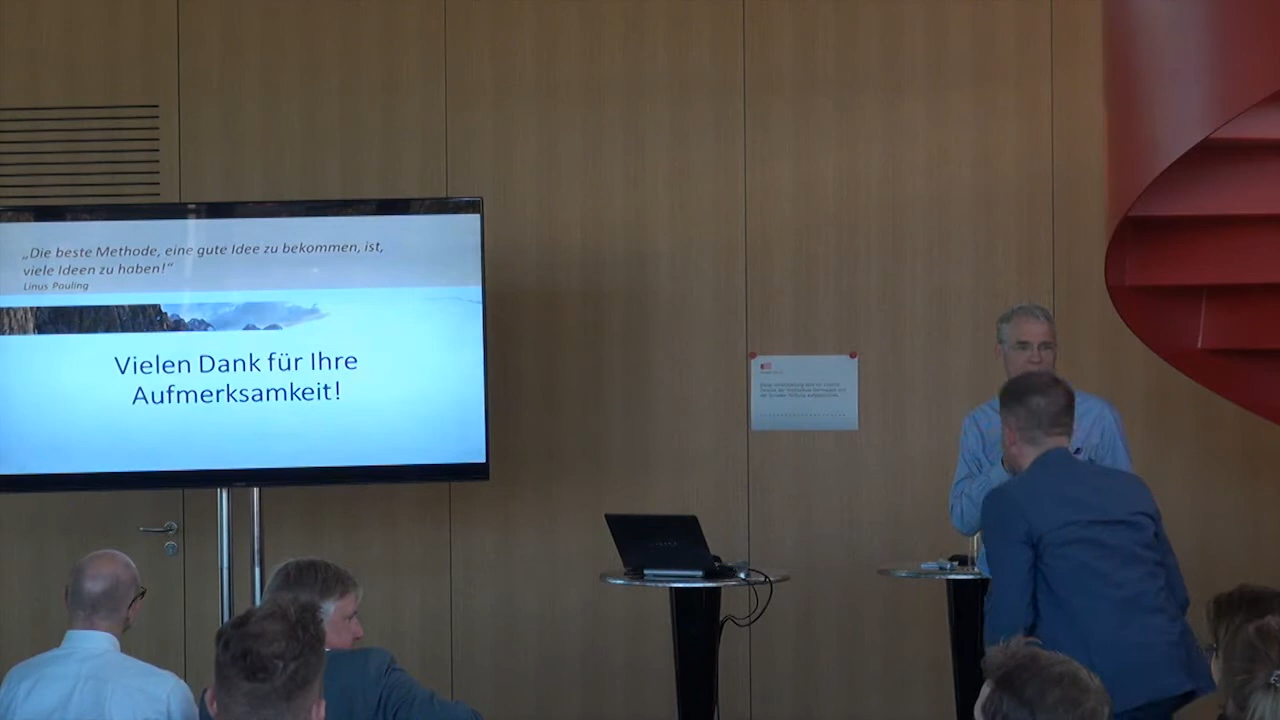 „Die beste Methode, eine gute Idee zu bekommen, ist,
viele Ideen zu haben!“
Linus Pauling
Vielen Dank für Ihre
Aufmerksamkeit!